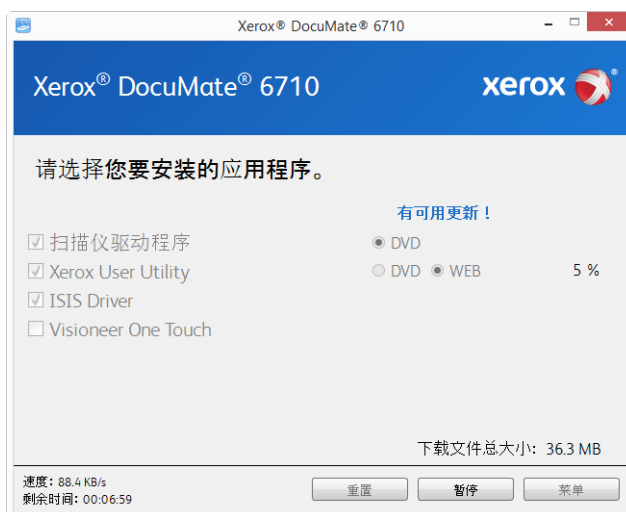 Xerox® DocuMate® 6710
Xerox® DocuMate® 6710
xerox®
请选择您要安装的应用程序。
有可用更新！
扫描仪驱动程序 DVD
Xerox User Utility DVD WEB 5 %
ISIS Driver
Visioneer One Touch
下载文件总大小: 36.3 MB
速度: 88.4 KB/s
剩余时间: 00:06:59
重置 暂停 菜单